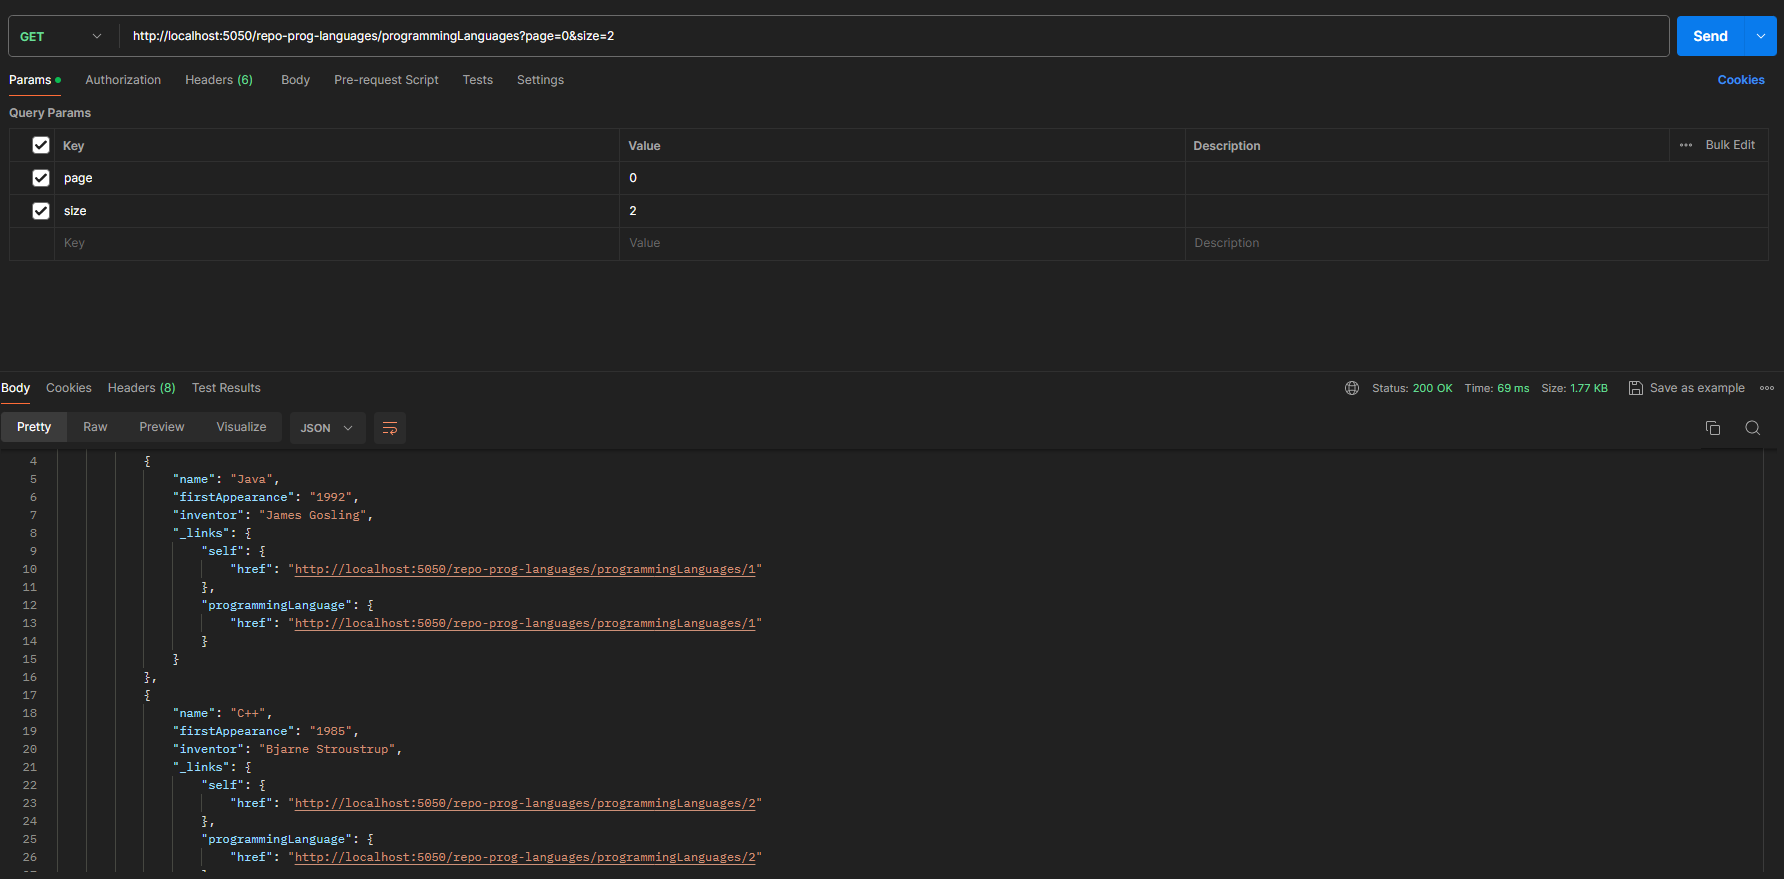 GET http://localhost:5050/repo-prog-languages/programmingLanguages?page=0&size=2 Send
Params Authorization Headers (6) Body Pre-request Script Tests Settings Cookies
Query Params
Key Value Description ••• Bulk Edit
page 0
size 2
Key Value Description
Body Cookies Headers (8) Test Results Status: 200 OK Time: 69 ms Size: 1.77 KB Save as example •••
Pretty Raw Preview Visualize JSON
4 {
5 "name": "Java",
6 "firstAppearance": "1992",
7 "inventor": "James Gosling",
8 "_links": {
9 "self": {
10 "href": "http://localhost:5050/repo-prog-languages/programmingLanguages/1"
11 },
12 "programmingLanguage": {
13 "href": "http://localhost:5050/repo-prog-languages/programmingLanguages/1"
14 }
15 }
16 },
17 {
18 "name": "C++",
19 "firstAppearance": "1985",
20 "inventor": "Bjarne Stroustrup",
21 "_links": {
22 "self": {
23 "href": "http://localhost:5050/repo-prog-languages/programmingLanguages/2"
24 },
25 "programmingLanguage": {
26 "href": "http://localhost:5050/repo-prog-languages/programmingLanguages/2"